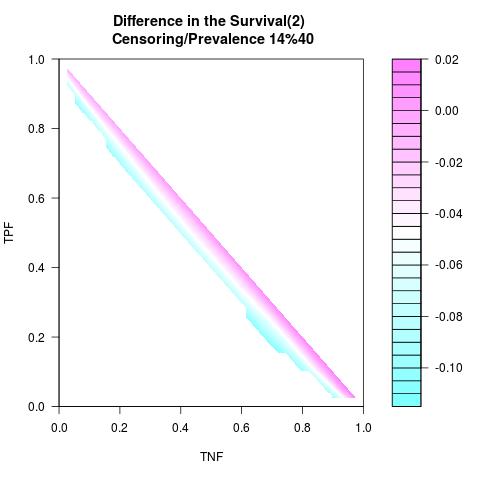 Difference in the Survival(2)
Censoring/Prevalence 14%40
1.0
0.8
0.6
0.4
0.2
0.0
TPF
0.0 0.2 0.4 0.6 0.8 1.0
TNF
0.02
0.00
-0.02
-0.04
-0.06
-0.08
-0.10